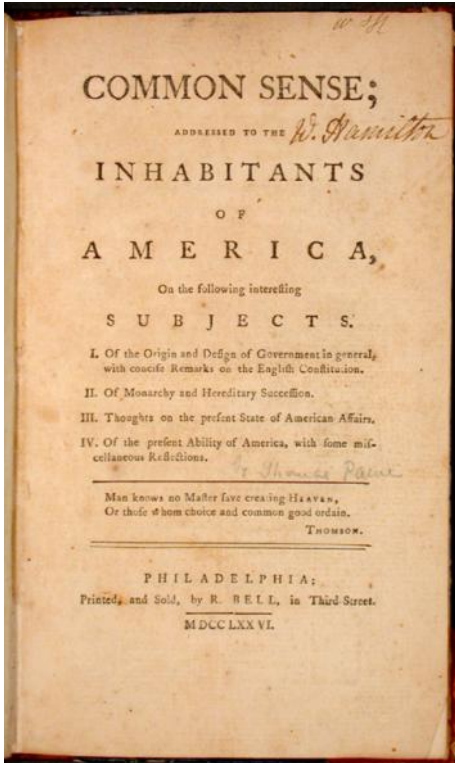 COMMON SENSE;
ADDRESSED TO THE
W. Hamilton
INHABITANTS
OF
AMERICA,
On the following intereſting
SUBJECTS.
I. Of the Origin and Deſign of Government in general,
with conciſe Remarks on the Engliſh Conſtitution.
II. Of Monarchy and Hereditary Succeſſion.
III. Thoughts on the preſent State of American Affairs.
IV. Of the preſent Ability of America, with ſome miſ-
cellaneous Reflections.
by Thomas Paine
Man knows no Maſter ſave creating HEAVEN,
Or thoſe whom choice and common good ordain.
THOMSON.
PHILADELPHIA;
Printed, and Sold, by R. BELL, in Third-Street.
MDCCLXXVI.